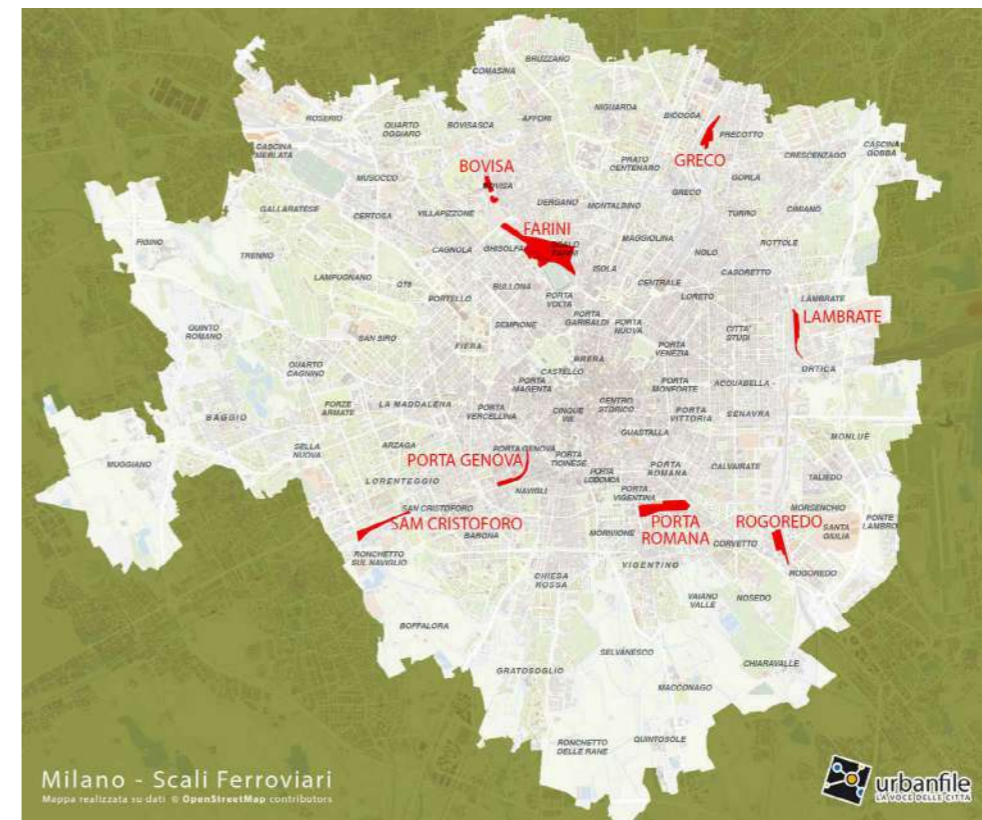 BRUZZANO
COMASINA
NIGUARDA
BICOCCA
ROSERIO
QUARTO
OGGIARO
BOVISASCA
AFFORI
PRECOTTO
CASCINA
MERLATA
CRESCENZAGO
CASCINA
GOBBA
PRATO
CENTENARO
GRECO
BOVISA
MUSOCCO
BOVISA
GRECO
GORLA
GALLARATESE
CERTOSA
VILLAPIZZONE
DERGANO
MONTALDINO
TURRO
CIMIANO
FARINI
FIGINO
TRENNO
CAGNOLA
GHISOLFA
SCALO
FARINI
MAGGIOLINA
NOLO
ROTTOLE
LAMPUGNANO
QT8
ISOLA
CASORETTO
BULLONA
CENTRALE
PORTELLO
PORTA
VOLTA
LORETO
LAMBRATE
LAMBRATE
QUINTO
ROMANO
SAN SIRO
SEMPIONE
PORTA
GARIBALDI
PORTA
NUOVA
CITTA'
STUDI
FIERA
BRERA
PORTA
VENEZIA
ORTICA
QUARTO
CAGNINO
CASTELLO
PORTA
MAGENTA
PORTA
MONFORTE
ACQUABELLA
BAGGIO
FORZE
ARMATE
LA MADDALENA
PORTA
VERCELLINA
CINQUE
VIE
CENTRO
STORICO
PORTA
VITTORIA
SENAVRA
GUASTALLA
MONLUÈ
SELLA
NUOVA
ARZAGA
PORTA GENOVA
PORTA GENOVA
PORTA
TICINESE
PORTA
ROMANA
CALVAIRATE
MUGGIANO
LORENTEGGIO
NAVIGLI
PORTA
LODOVICA
TALIEDO
PORTA
VIGENTINA
SAN CRISTOFORO
SAM CRISTOFORO
BARONA
MORIVIONE
PORTA
ROMANA
ROGOREDO
MORSENCHIO
SANTA
GIULIA
PONTE
LAMBRO
CORVETTO
RONCHETTO
SUL NAVIGLIO
VIGENTINO
ROGOREDO
CHIESA
ROSSA
VAIANO
VALLE
NOSEDO
BOFFALORA
SELVANESCO
CHIARAVALLE
GRATOSOGLIO
MACCONAGO
RONCHETTO
DELLE RANE
QUINTOSOLE
Milano - Scali Ferroviari
Mappa realizzata su dati © OpenStreetMap contributors
urbanfile
LA VOCE DELLE CITTÀ